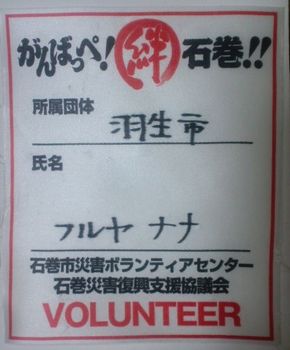 がんばっぺ! 絆 石巻!!
所属団体
羽生市
氏名
フルヤ ナナ
石巻市災害ボランティアセンター
石巻災害復興支援協議会
VOLUNTEER